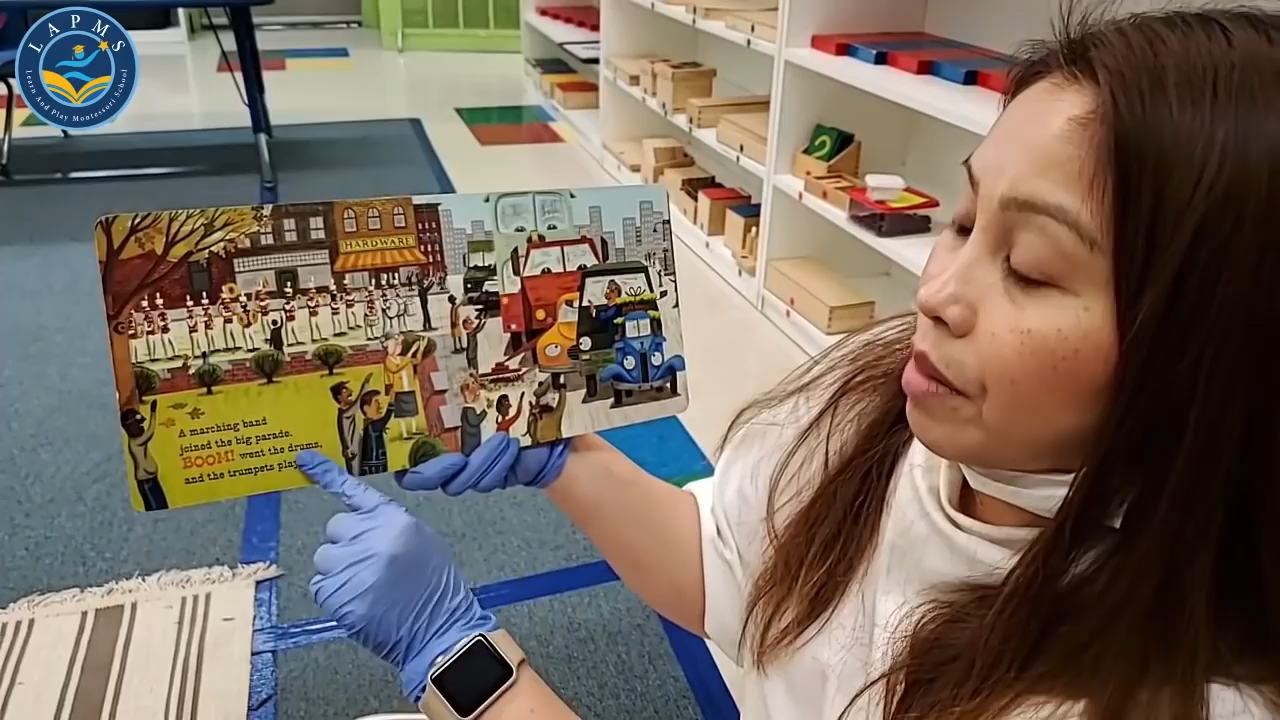 LAPMS
Learn And Play Montessori School
HARDWARE
A marching band
joined the big parade.
BOOM! went the drums,
and the trumpets